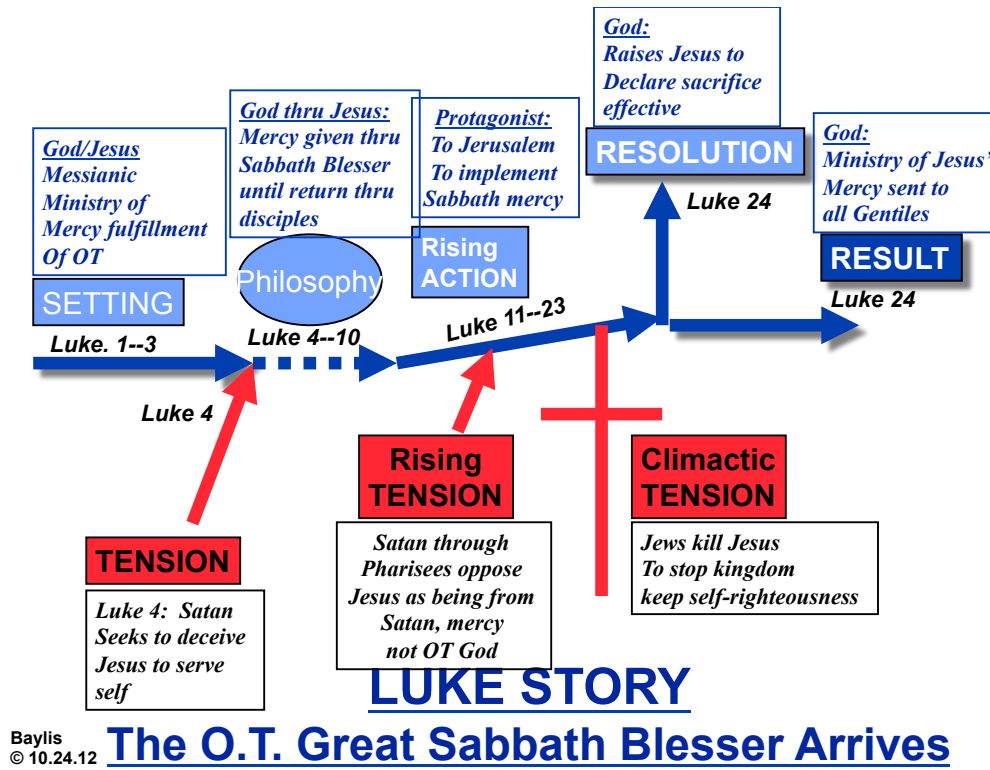 God/Jesus
Messianic
Ministry of
Mercy fulfillment
Of OT
SETTING
Luke. 1--3
God thru Jesus:
Mercy given thru
Sabbath Blesser
until return thru
disciples
Philosophy
Luke 4--10
Protagonist:
To Jerusalem
To implement
Sabbath mercy
Rising
ACTION
Luke 11--23
God:
Raises Jesus to
Declare sacrifice
effective
RESOLUTION
Luke 24
God:
Ministry of Jesus'
Mercy sent to
all Gentiles
RESULT
Luke 24
Luke 4
TENSION
Luke 4: Satan
Seeks to deceive
Jesus to serve
self
Rising
TENSION
Satan through
Pharisees oppose
Jesus as being from
Satan, mercy
not OT God
Climactic
TENSION
Jews kill Jesus
To stop kingdom
keep self-righteousness
LUKE STORY
The O.T. Great Sabbath Blesser Arrives
Baylis
© 10.24.12